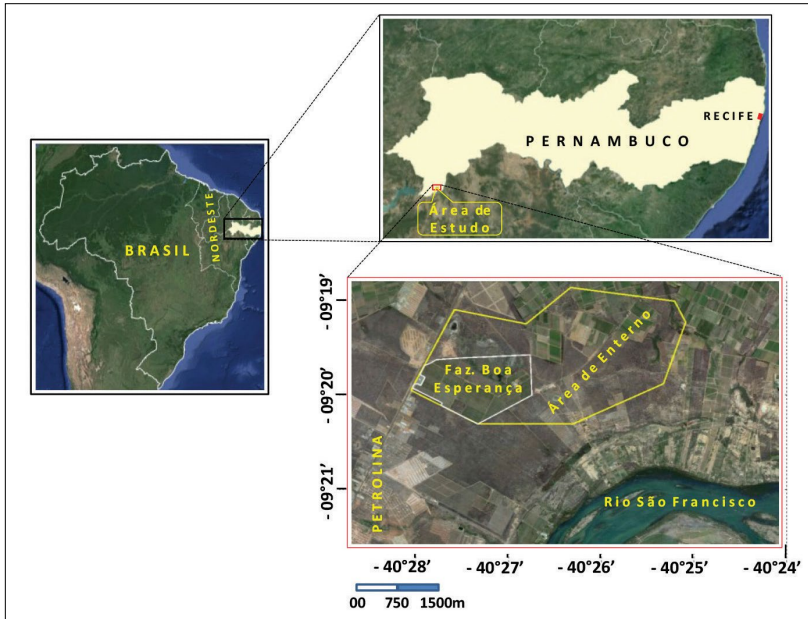 RECIFE
PERNAMBUCO
Área de
Estudo
NORDESTE
BRASIL
- 09°19'
- 09°20'
- 09°21'
Faz. Boa
Esperança
Área de Enterno
PETROLINA
Rio São Francisco
- 40°28'
- 40°27'
- 40°26'
- 40°25'
- 40°24'
00 750 1500m